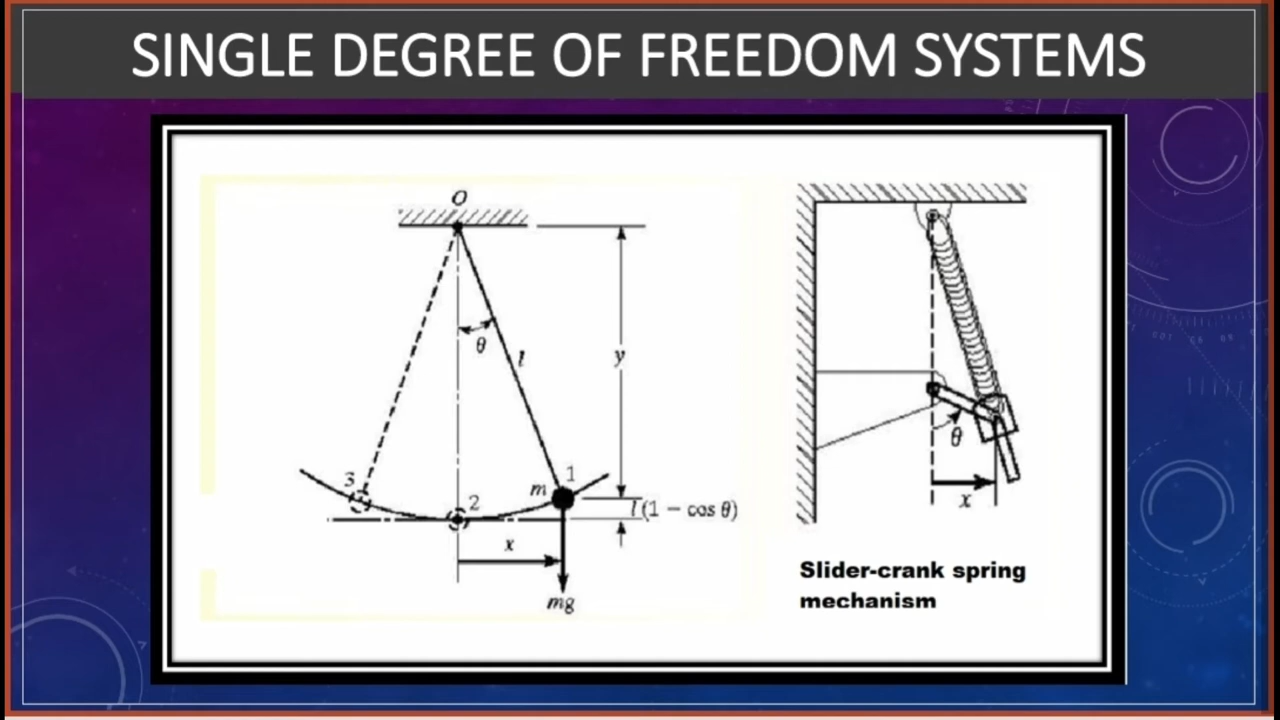 SINGLE DEGREE OF FREEDOM SYSTEMS
O
θ
l
y
3
2
m
1
l(1 − cos θ)
x
mg
θ
x
Slider-crank spring
mechanism